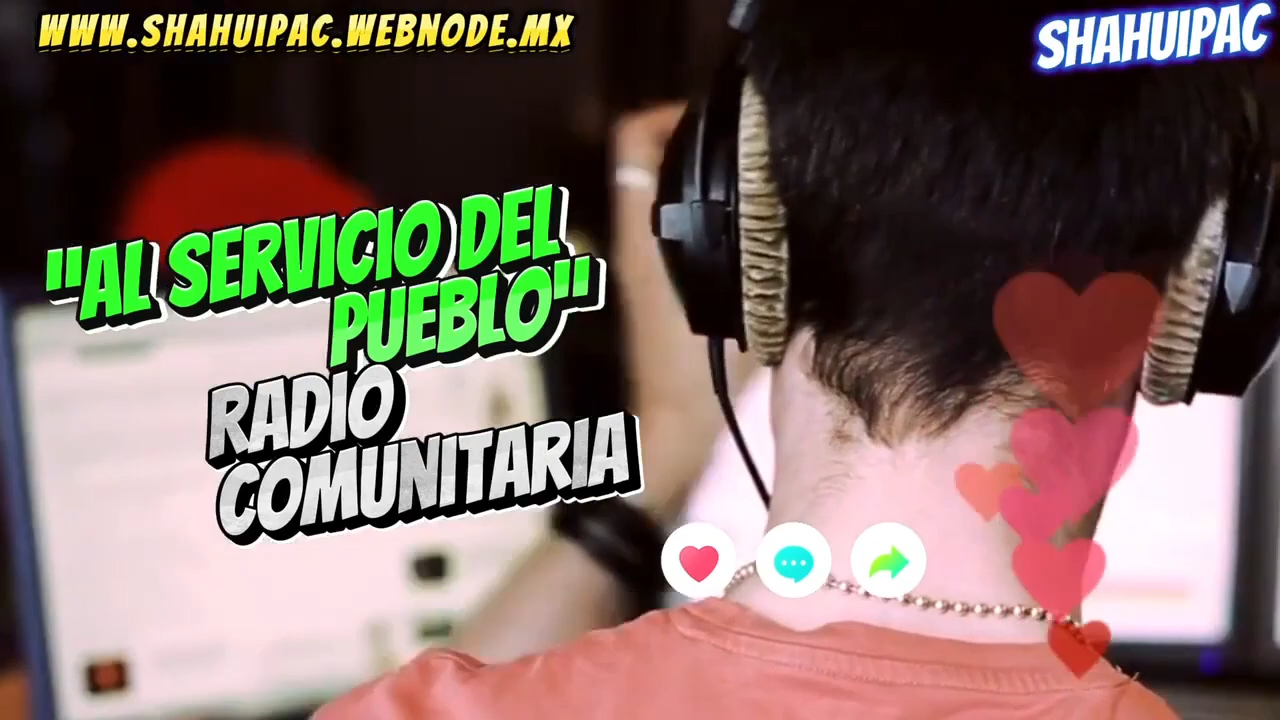 WWW.SHAHUIPAC.WEBNODE.MX
SHAHUIPAC
"AL SERVICIO DEL
PUEBLO"
RADIO
COMUNITARIA